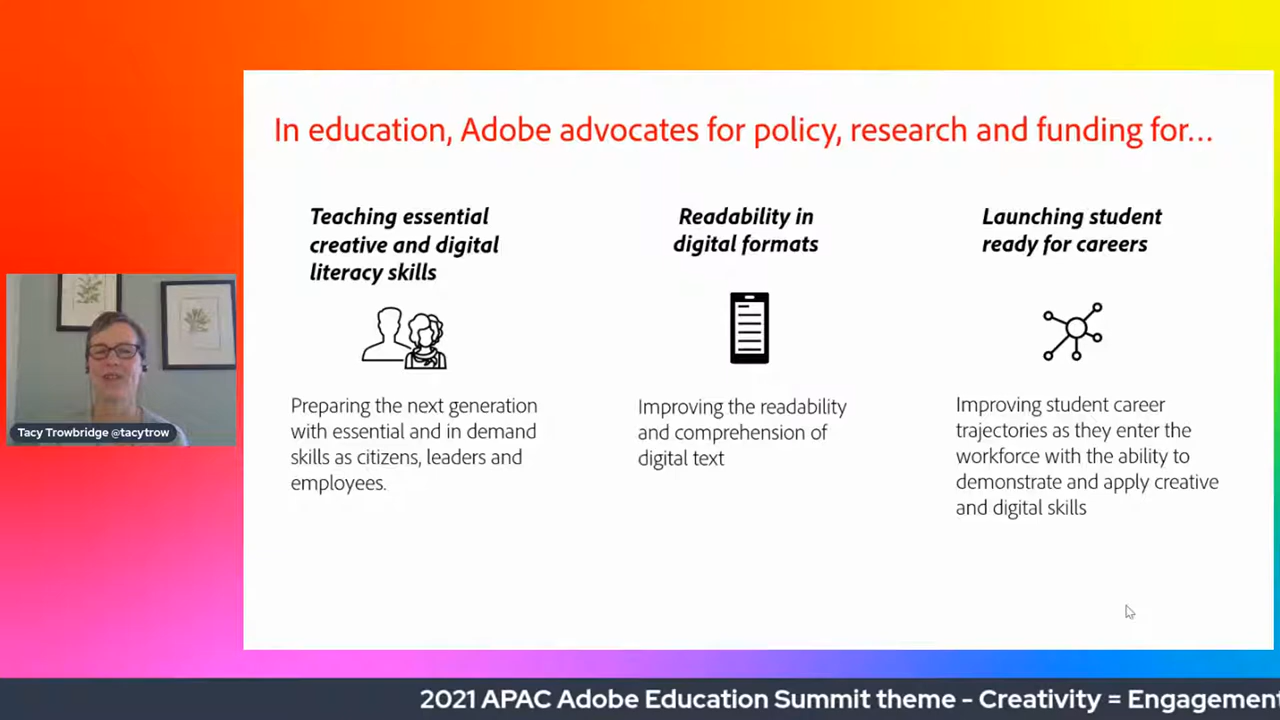 In education, Adobe advocates for policy, research and funding for...
Teaching essential
creative and digital
literacy skills
Preparing the next generation
with essential and in demand
skills as citizens, leaders and
employees.
Readability in
digital formats
Improving the readability
and comprehension of
digital text
Launching student
ready for careers
Improving student career
trajectories as they enter the
workforce with the ability to
demonstrate and apply creative
and digital skills
Tacy Trowbridge @tacytrow
2021 APAC Adobe Education Summit theme - Creativity = Engagement